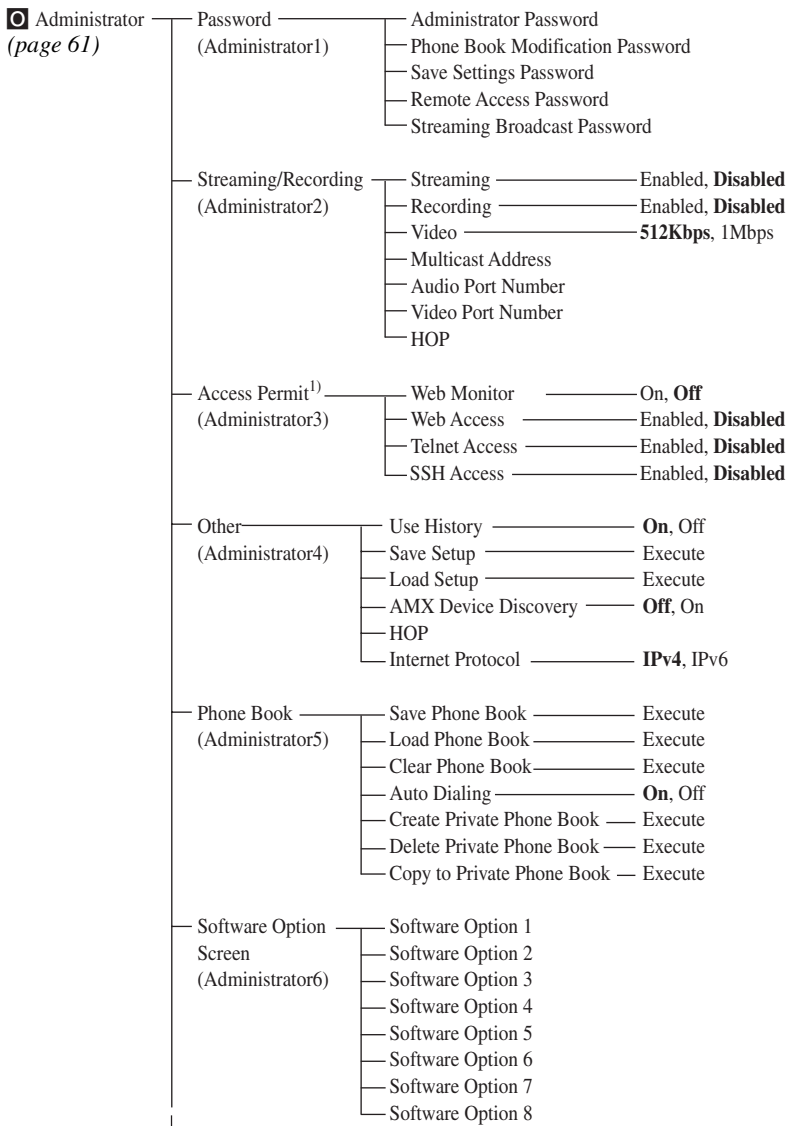 O Administrator Password Administrator Password
(page 61) (Administrator1) Phone Book Modification Password
Save Settings Password
Remote Access Password
Streaming Broadcast Password
Streaming/Recording Streaming Enabled, Disabled
(Administrator2) Recording Enabled, Disabled
Video 512Kbps, 1Mbps
Multicast Address
Audio Port Number
Video Port Number
HOP
Access Permit1) Web Monitor On, Off
(Administrator3) Web Access Enabled, Disabled
Telnet Access Enabled, Disabled
SSH Access Enabled, Disabled
Other Use History On, Off
(Administrator4) Save Setup Execute
Load Setup Execute
AMX Device Discovery Off, On
HOP
Internet Protocol IPv4, IPv6
Phone Book Save Phone Book Execute
(Administrator5) Load Phone Book Execute
Clear Phone Book Execute
Auto Dialing On, Off
Create Private Phone Book Execute
Delete Private Phone Book Execute
Copy to Private Phone Book Execute
Software Option Software Option 1
Screen Software Option 2
(Administrator6) Software Option 3
Software Option 4
Software Option 5
Software Option 6
Software Option 7
Software Option 8